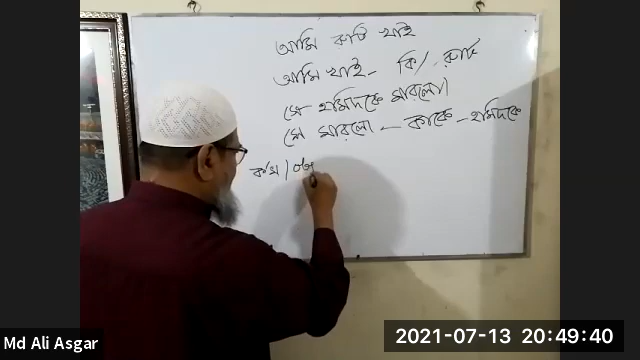 আমি রুটি খাই
আমি খাই - কি / রুটি
সে হামিদকে মারলো।
সে মারলো - কাকে - হামিদকে
কর্ম |
Md Ali Asgar
2021-07-13 20:49:40